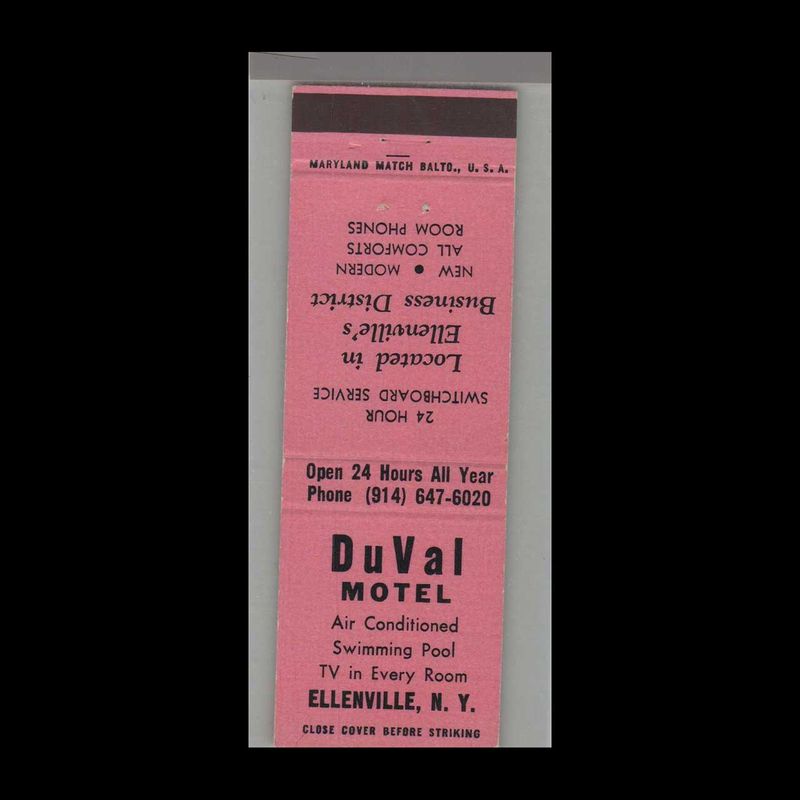 MARYLAND MATCH BALTO., U. S. A.
24 HOUR
SWITCHBOARD SERVICE
Located in
Ellenville's
Business District
NEW ● MODERN
ALL COMFORTS
ROOM PHONES
Open 24 Hours All Year
Phone (914) 647-6020
DuVal
MOTEL
Air Conditioned
Swimming Pool
TV in Every Room
ELLENVILLE, N. Y.
CLOSE COVER BEFORE STRIKING